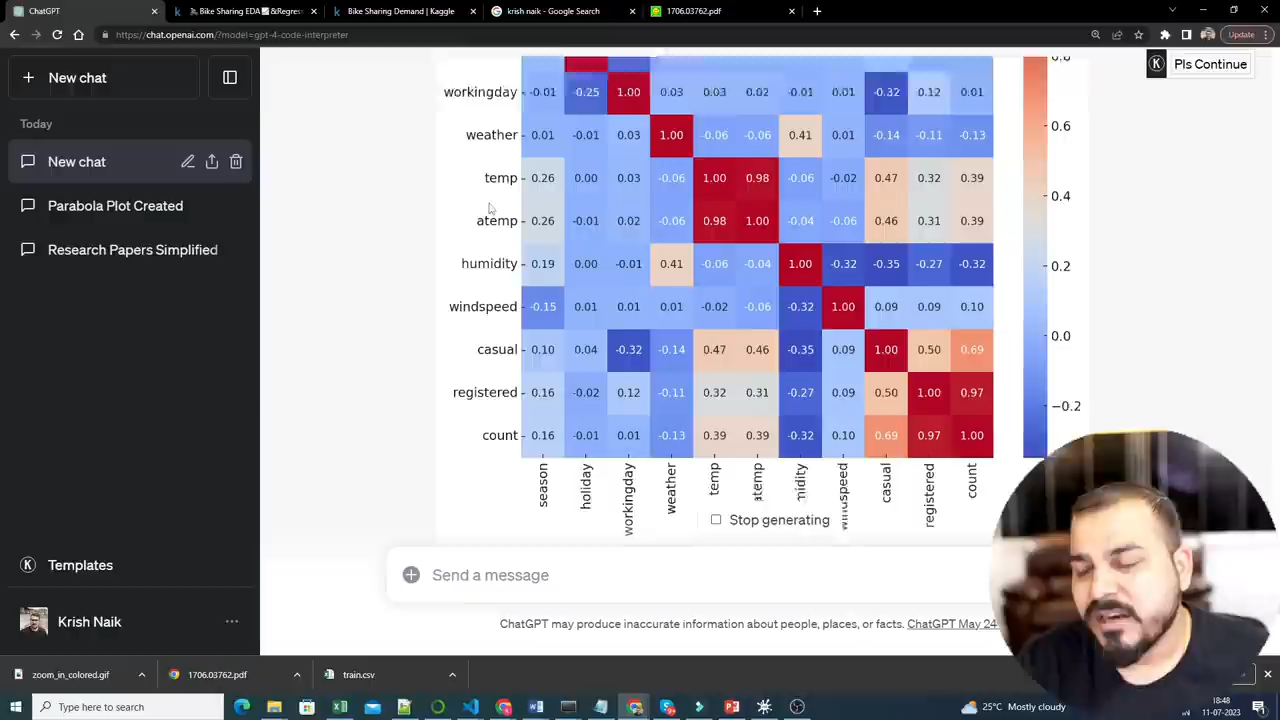 ChatGPT
Bike Sharing EDA &Regres
Bike Sharing Demand | Kaggle
krish naik - Google Search
1706.03762.pdf
https://chat.openai.com/?model=gpt-4-code-interpreter
Update
New chat
K Pls Continue
Today
New chat
Parabola Plot Created
Research Papers Simplified
workingday -0.01 -0.25 1.00 0.03 0.03 0.02 -0.01 0.01 -0.32 0.12 0.01
weather 0.01 -0.01 0.03 1.00 -0.06 -0.06 0.41 0.01 -0.14 -0.11 -0.13
temp 0.26 0.00 0.03 -0.06 1.00 0.98 -0.06 -0.02 0.47 0.32 0.39
atemp 0.26 -0.01 0.02 -0.06 0.98 1.00 -0.04 -0.06 0.46 0.31 0.39
humidity 0.19 0.00 -0.01 0.41 -0.06 -0.04 1.00 -0.32 -0.35 -0.27 -0.32
windspeed -0.15 0.01 0.01 0.01 -0.02 -0.06 -0.32 1.00 0.09 0.09 0.10
casual 0.10 0.04 -0.32 -0.14 0.47 0.46 -0.35 0.09 1.00 0.50 0.69
registered 0.16 -0.02 0.12 -0.11 0.32 0.31 -0.27 0.09 0.50 1.00 0.97
count 0.16 -0.01 0.01 -0.13 0.39 0.39 -0.32 0.10 0.69 0.97 1.00
season
holiday
workingday
weather
temp
atemp
midity
windspeed
casual
registered
count
0.8
0.6
0.4
0.2
0.0
−0.2
Stop generating
Send a message
ChatGPT may produce inaccurate information about people, places, or facts. ChatGPT May 24
K Templates
Krish Naik
zoom_in_colored.gif
1706.03762.pdf
train.csv
Type here to search
25°C Mostly cloudy
18:48
11-07-2023